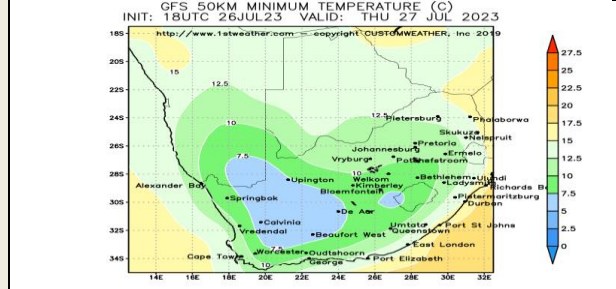 GFS 50KM MINIMUM TEMPERATURE (C)
INIT: 18UTC 26JUL23 VALID: THU 27 JUL 2023
http://www.1stweather.com copyright CUSTOMWEATHER, Inc 2019
18S
20S
22S
24S
26S
28S
30S
32S
34S
15
12.5
12.5
10
7.5
10
7.5
10
Pietersburg
Phalaborwa
Skukuza
Nelspruit
Pretoria
Johannesburg
Ermelo
Vryburg
Potchefstroom
Upington
Welkom
Bethlehem
Ulundi
Alexander Bay
Kimberley
Ladysmith
Richards B
Springbok
Bloemfontein
Pietermaritzburg
Durban
De Aar
Calvinia
Vredendal
Umtata
Port St Johns
Beaufort West
Queenstown
East London
Worcester
Oudtshoorn
Cape Town
George
Port Elizabeth
14E 16E 18E 20E 22E 24E 26E 28E 30E 32E
27.5
25
22.5
20
17.5
15
12.5
10
7.5
5
2.5
0